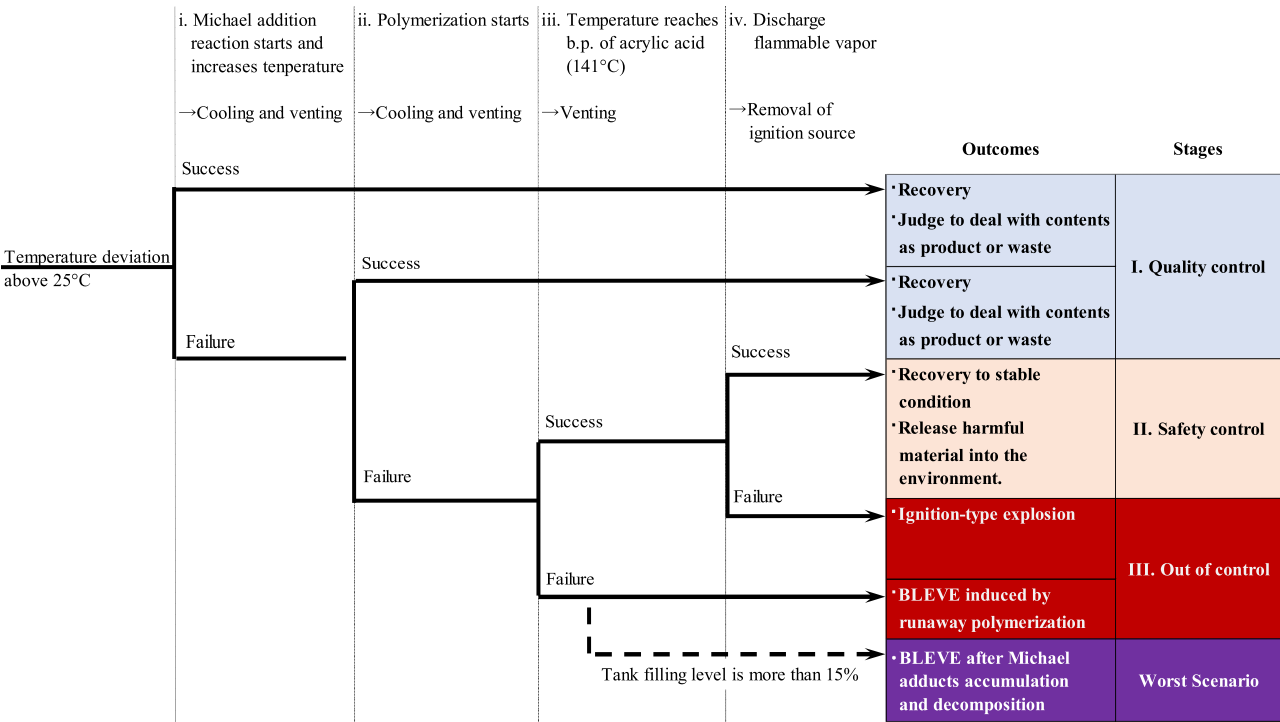 i. Michael addition
reaction starts and
increases tenperature
→Cooling and venting
ii. Polymerization starts
→Cooling and venting
iii. Temperature reaches
b.p. of acrylic acid
(141°C)
→Venting
iv. Discharge
flammable vapor
→Removal of
ignition source
Outcomes
Stages
Temperature deviation
above 25°C
Success
Failure
Success
Failure
Success
Failure
Success
Failure
Tank filling level is more than 15%
・Recovery
・Judge to deal with contents
as product or waste
・Recovery
・Judge to deal with contents
as product or waste
I. Quality control
・Recovery to stable
condition
・Release harmful
material into the
environment.
II. Safety control
・Ignition-type explosion
・BLEVE induced by
runaway polymerization
III. Out of control
・BLEVE after Michael
adducts accumulation
and decomposition
Worst Scenario